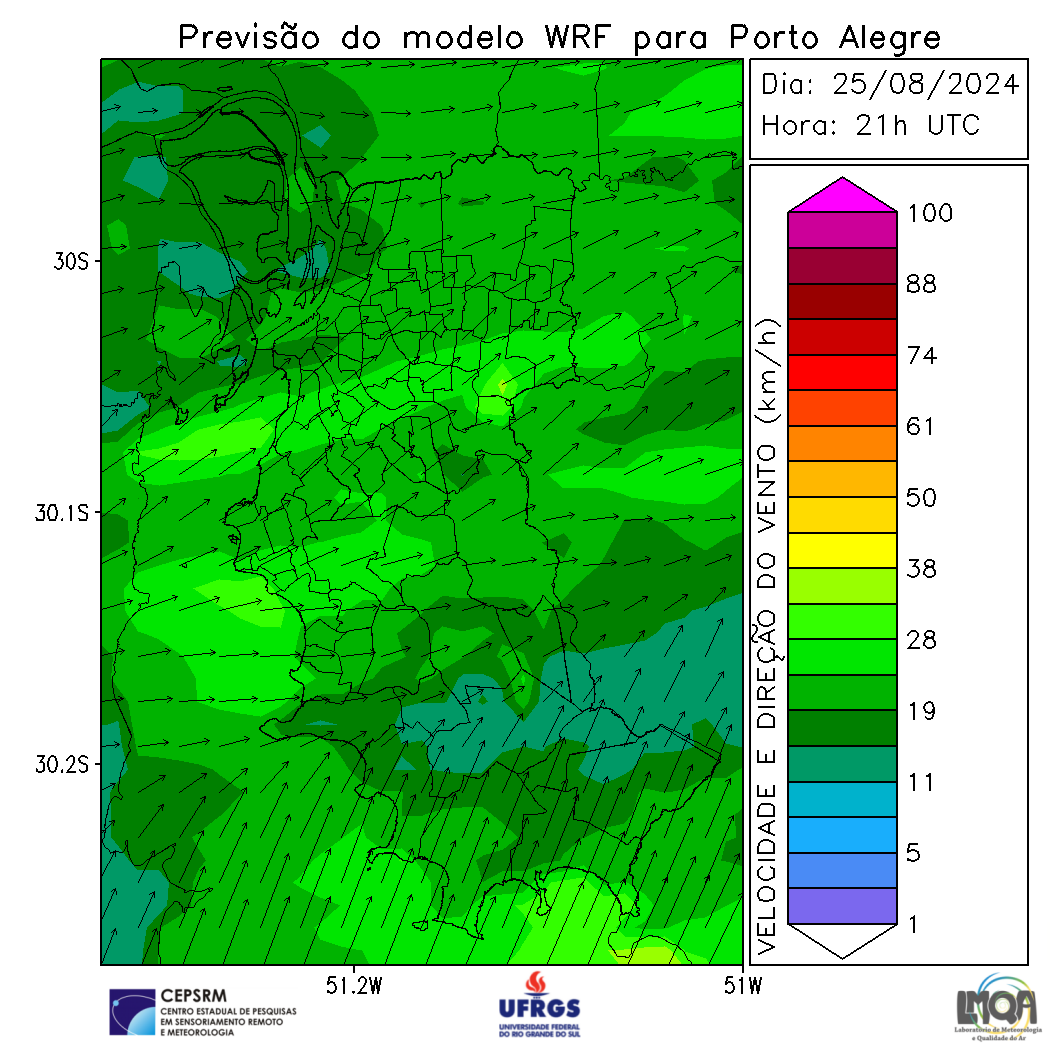 Previsão do modelo WRF para Porto Alegre
Dia: 25/08/2024
Hora: 21h UTC
30S
30.1S
30.2S
51.2W
51W
VELOCIDADE E DIREÇÃO DO VENTO (km/h)
100
88
74
61
50
38
28
19
11
5
1
CEPSRM
CENTRO ESTADUAL DE PESQUISAS
EM SENSORIAMENTO REMOTO
E METEOROLOGIA
UFRGS
UNIVERSIDADE FEDERAL
DO RIO GRANDE DO SUL
LMQA
Laboratório de Meteorologia
e Qualidade do Ar